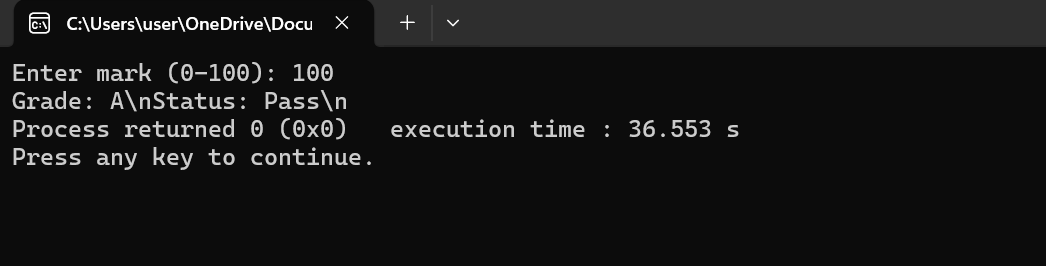 C:\Users\user\OneDrive\Docu
Enter mark (0-100): 100
Grade: A\nStatus: Pass\n
Process returned 0 (0x0)   execution time : 36.553 s
Press any key to continue.